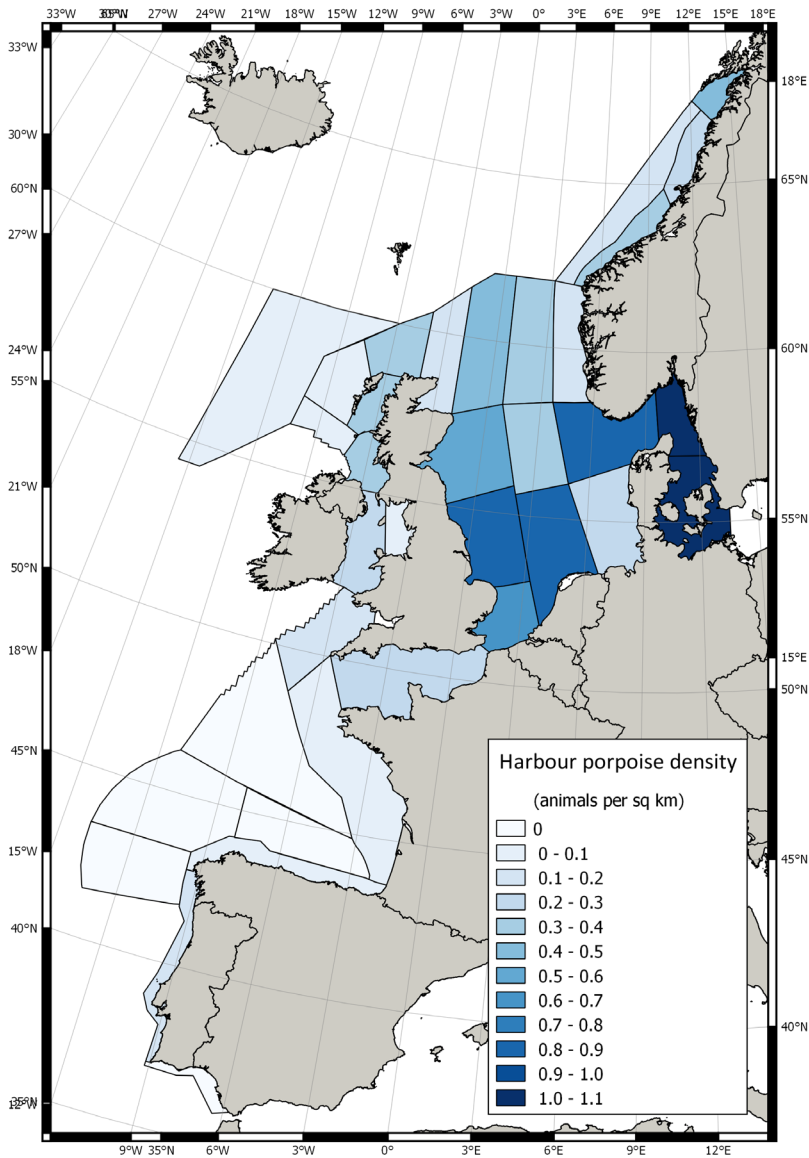 33°W 27°W 24°W 21°W 18°W 15°W 12°W 9°W 6°W 3°W 0° 3°E 6°E 9°E 12°E 15°E 18°E
33°W
18°E
30°W
65°N
60°N
27°W
24°W
60°N
55°N
21°W
55°N
50°N
18°W
15°E
50°N
45°N
Harbour porpoise density
(animals per sq km)
0
0 - 0.1
15°W
45°N
0.1 - 0.2
0.2 - 0.3
40°N
0.3 - 0.4
0.4 - 0.5
0.5 - 0.6
0.6 - 0.7
0.7 - 0.8
40°N
0.8 - 0.9
0.9 - 1.0
1.0 - 1.1
35°N
9°W 35°N 6°W 3°W 0° 3°E 6°E 9°E 12°E